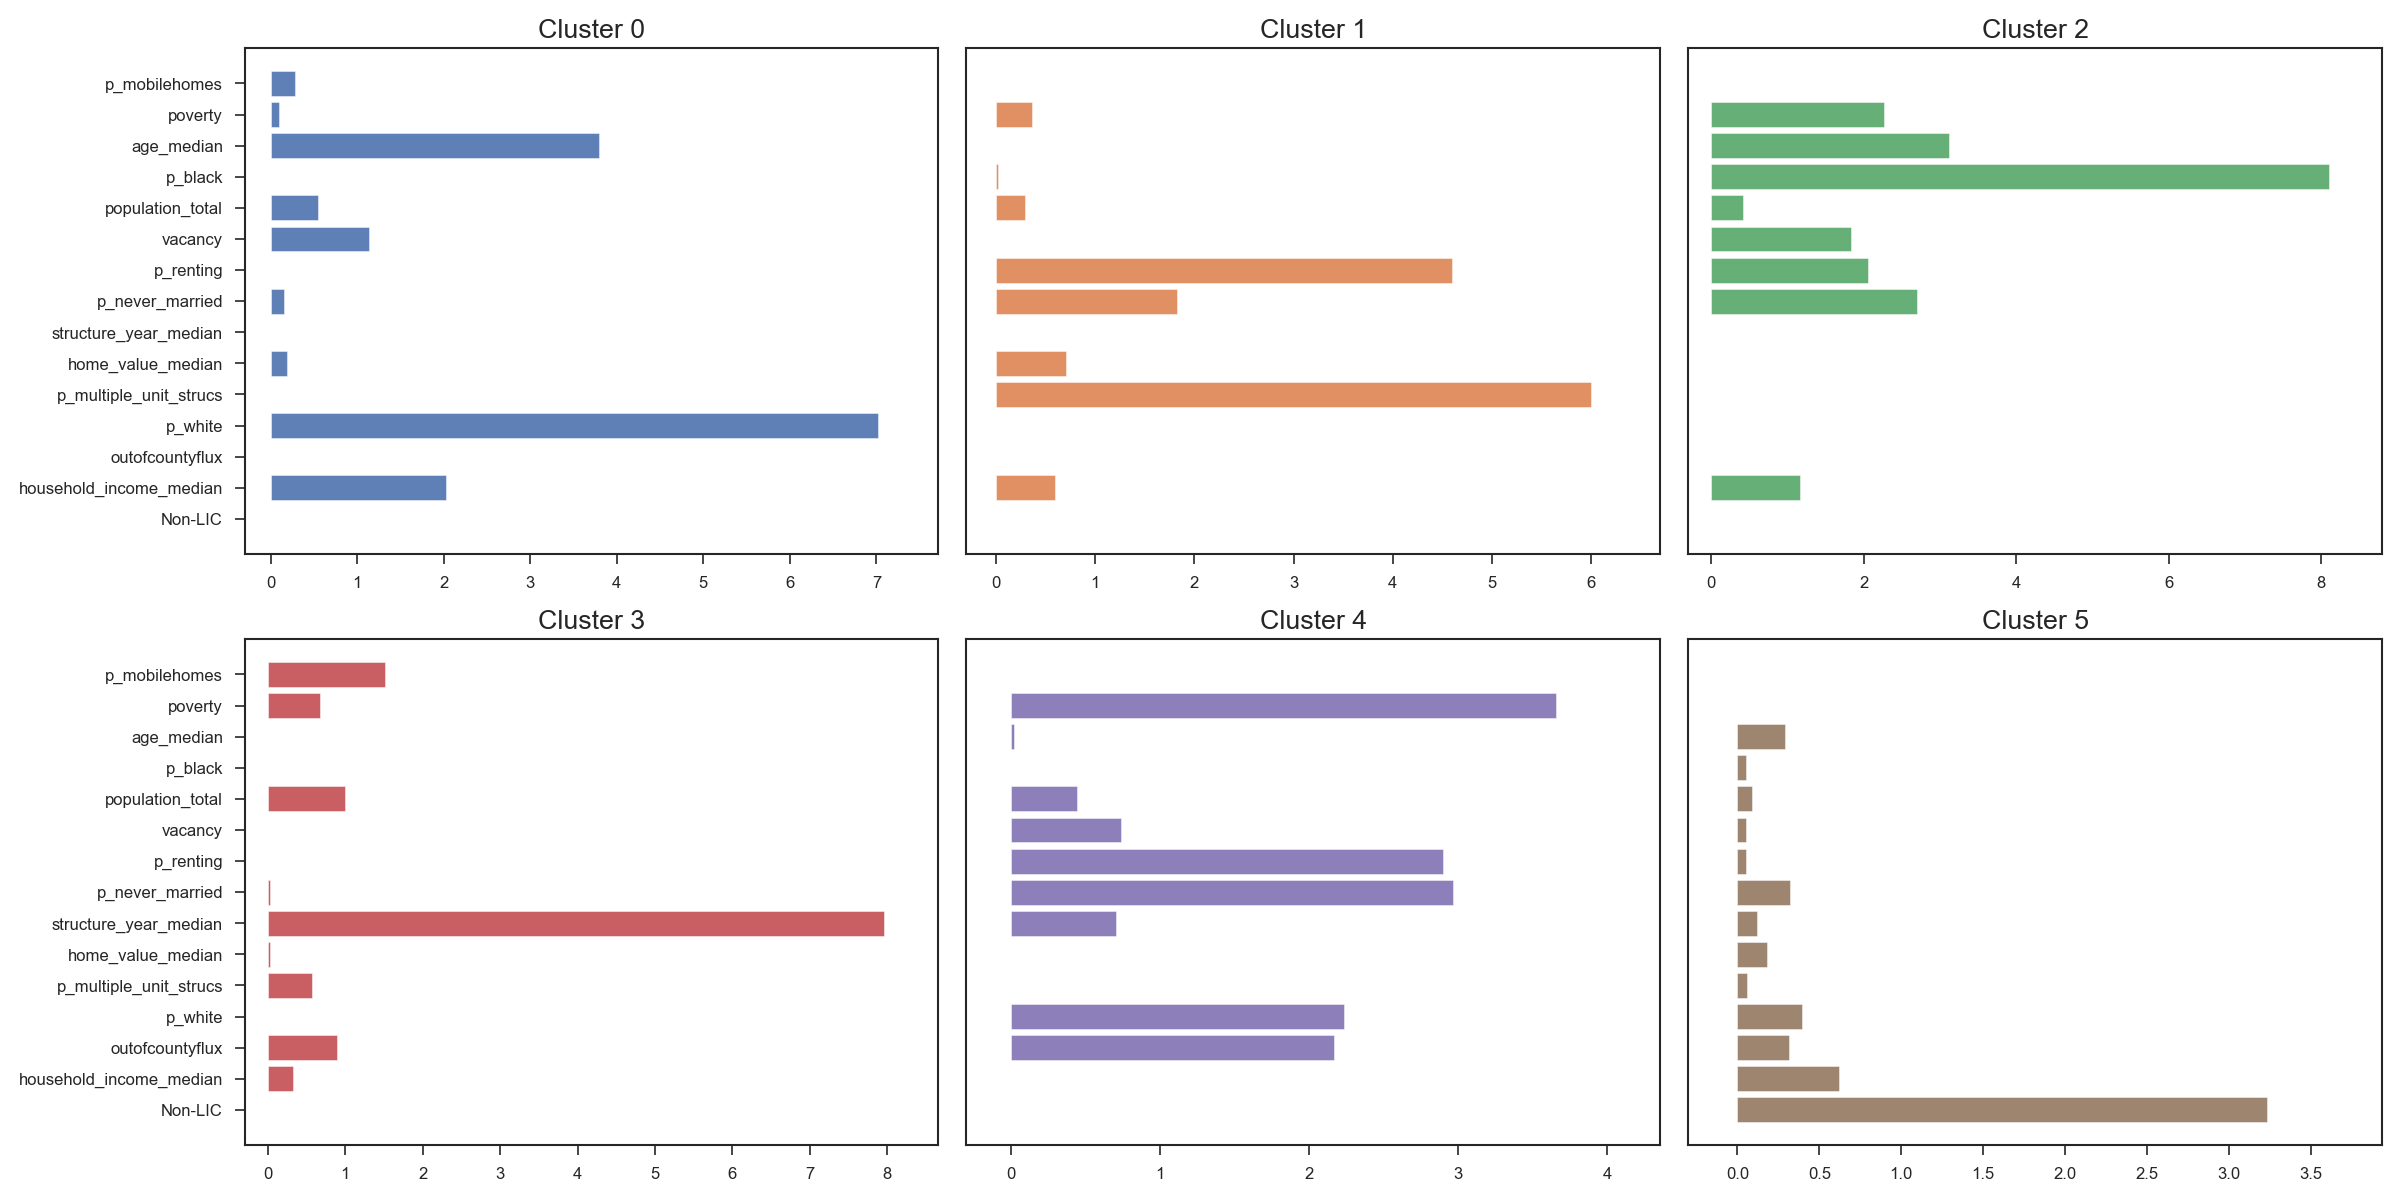 Cluster 0
Cluster 1
Cluster 2
p_mobilehomes
poverty
age_median
p_black
population_total
vacancy
p_renting
p_never_married
structure_year_median
home_value_median
p_multiple_unit_strucs
p_white
outofcountyflux
household_income_median
Non-LIC
0 1 2 3 4 5 6 7
0 1 2 3 4 5 6
0 2 4 6 8
Cluster 3
Cluster 4
Cluster 5
p_mobilehomes
poverty
age_median
p_black
population_total
vacancy
p_renting
p_never_married
structure_year_median
home_value_median
p_multiple_unit_strucs
p_white
outofcountyflux
household_income_median
Non-LIC
0 1 2 3 4 5 6 7 8
0 1 2 3 4
0.0 0.5 1.0 1.5 2.0 2.5 3.0 3.5